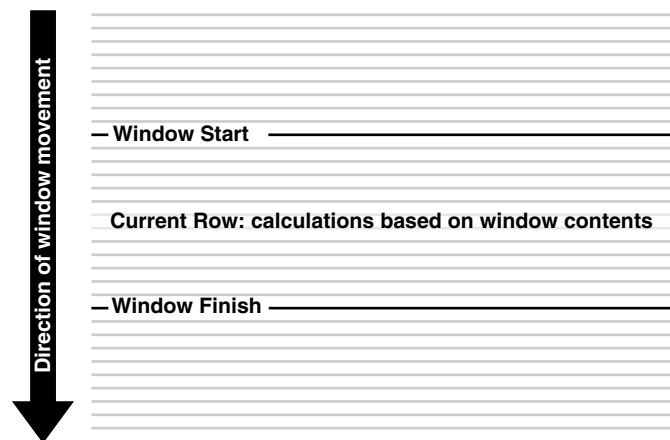 Direction of window movement
Window Start
Current Row: calculations based on window contents
Window Finish